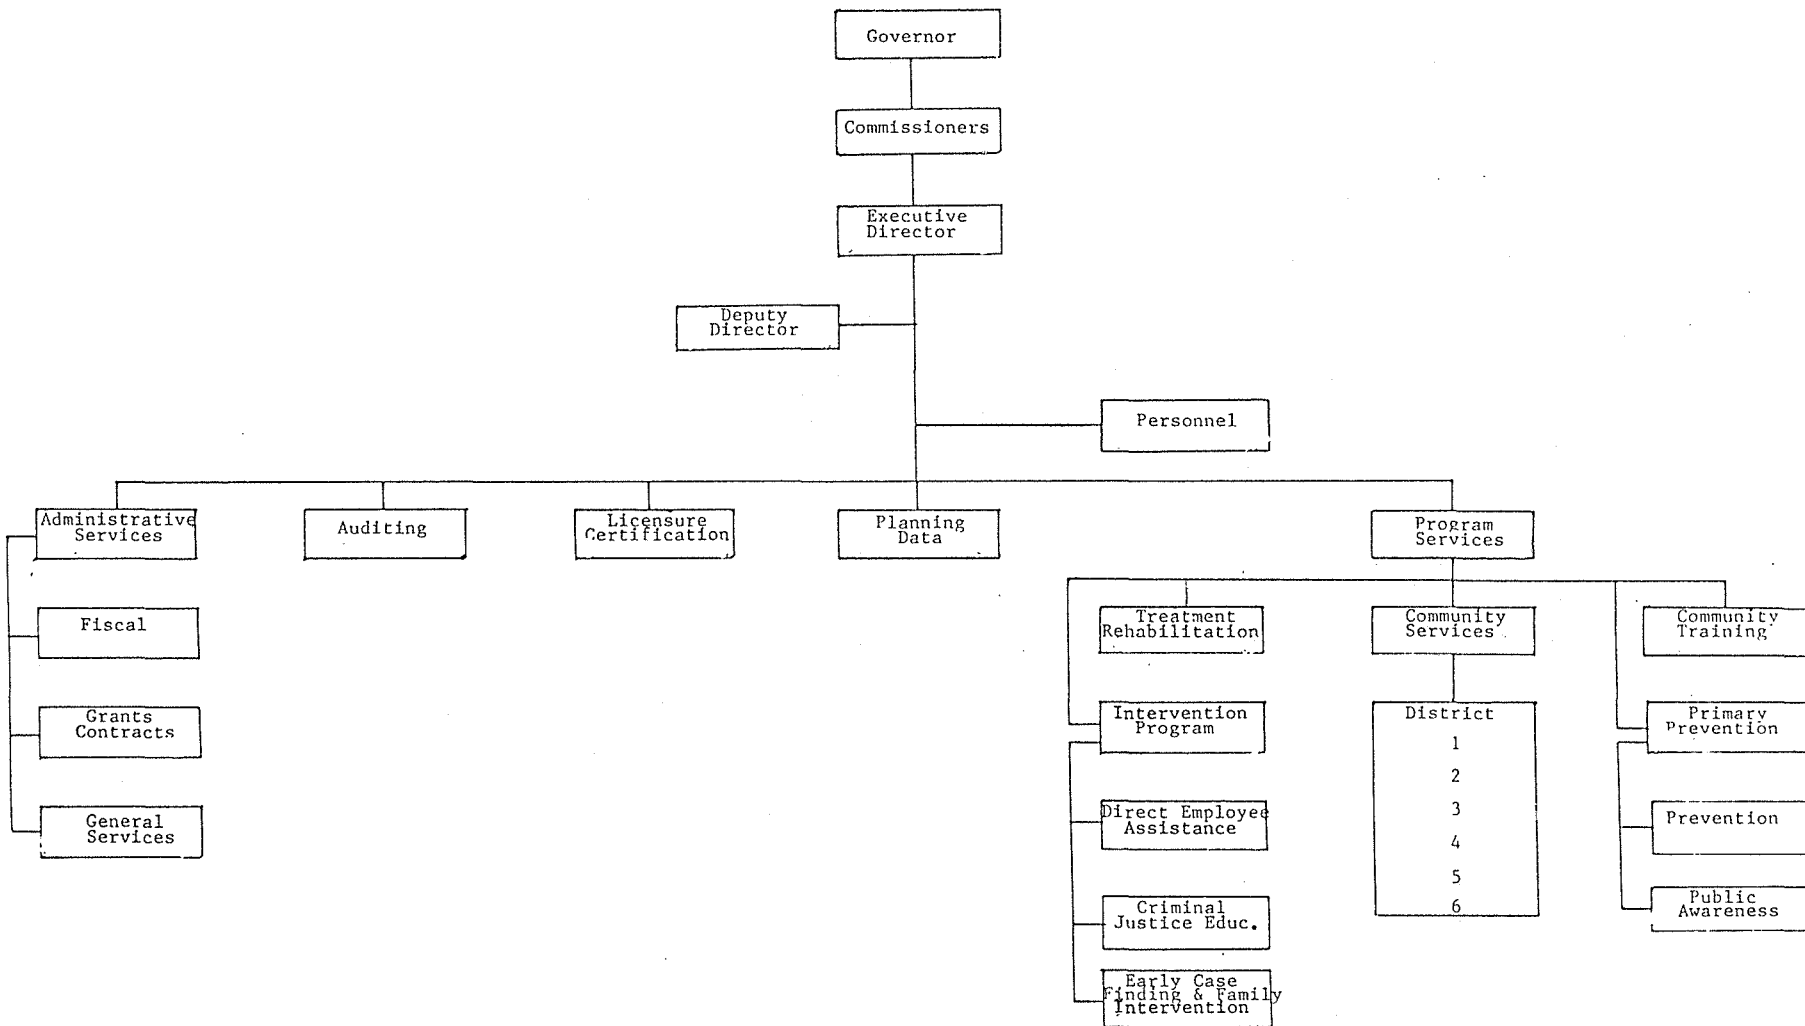 Governor
Commissioners
Executive
Director
Deputy
Director
Personnel
Administrative
Services
Auditing
Licensure
Certification
Planning
Data
Program
Services
Fiscal
Grants
Contracts
General
Services
Treatment
Rehabilitation
Community
Services
Community
Training
Intervention
Program
District
1
2
3
4
5
6
Primary
Prevention
Direct Employee
Assistance
Prevention
Criminal
Justice Educ.
Public
Awareness
Early Case
Finding & Family
Intervention